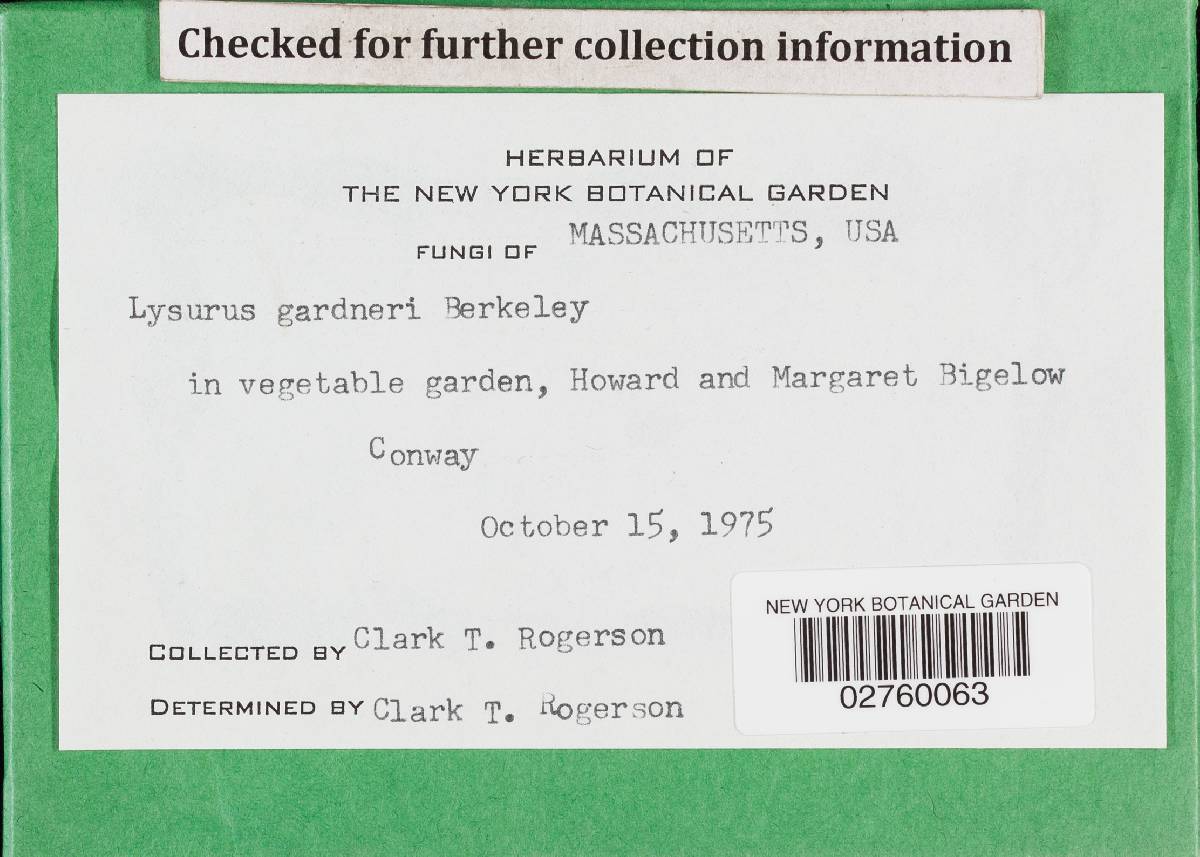 Checked for further collection information
HERBARIUM OF
THE NEW YORK BOTANICAL GARDEN
FUNGI OF MASSACHUSETTS, USA
Lysurus gardneri Berkeley
in vegetable garden, Howard and Margaret Bigelow
Conway
October 15, 1975
COLLECTED BY Clark T. Rogerson
DETERMINED BY Clark T. Rogerson
NEW YORK BOTANICAL GARDEN
02760063